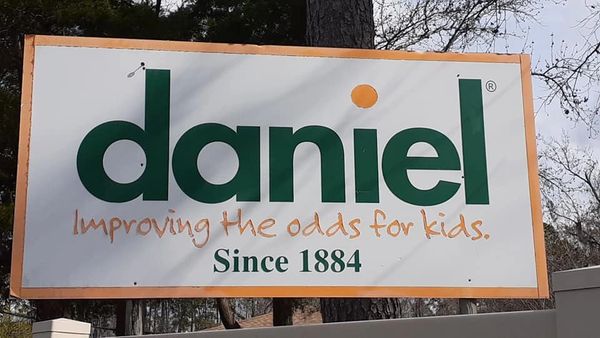 daniel®
Improving the odds for kids.
Since 1884